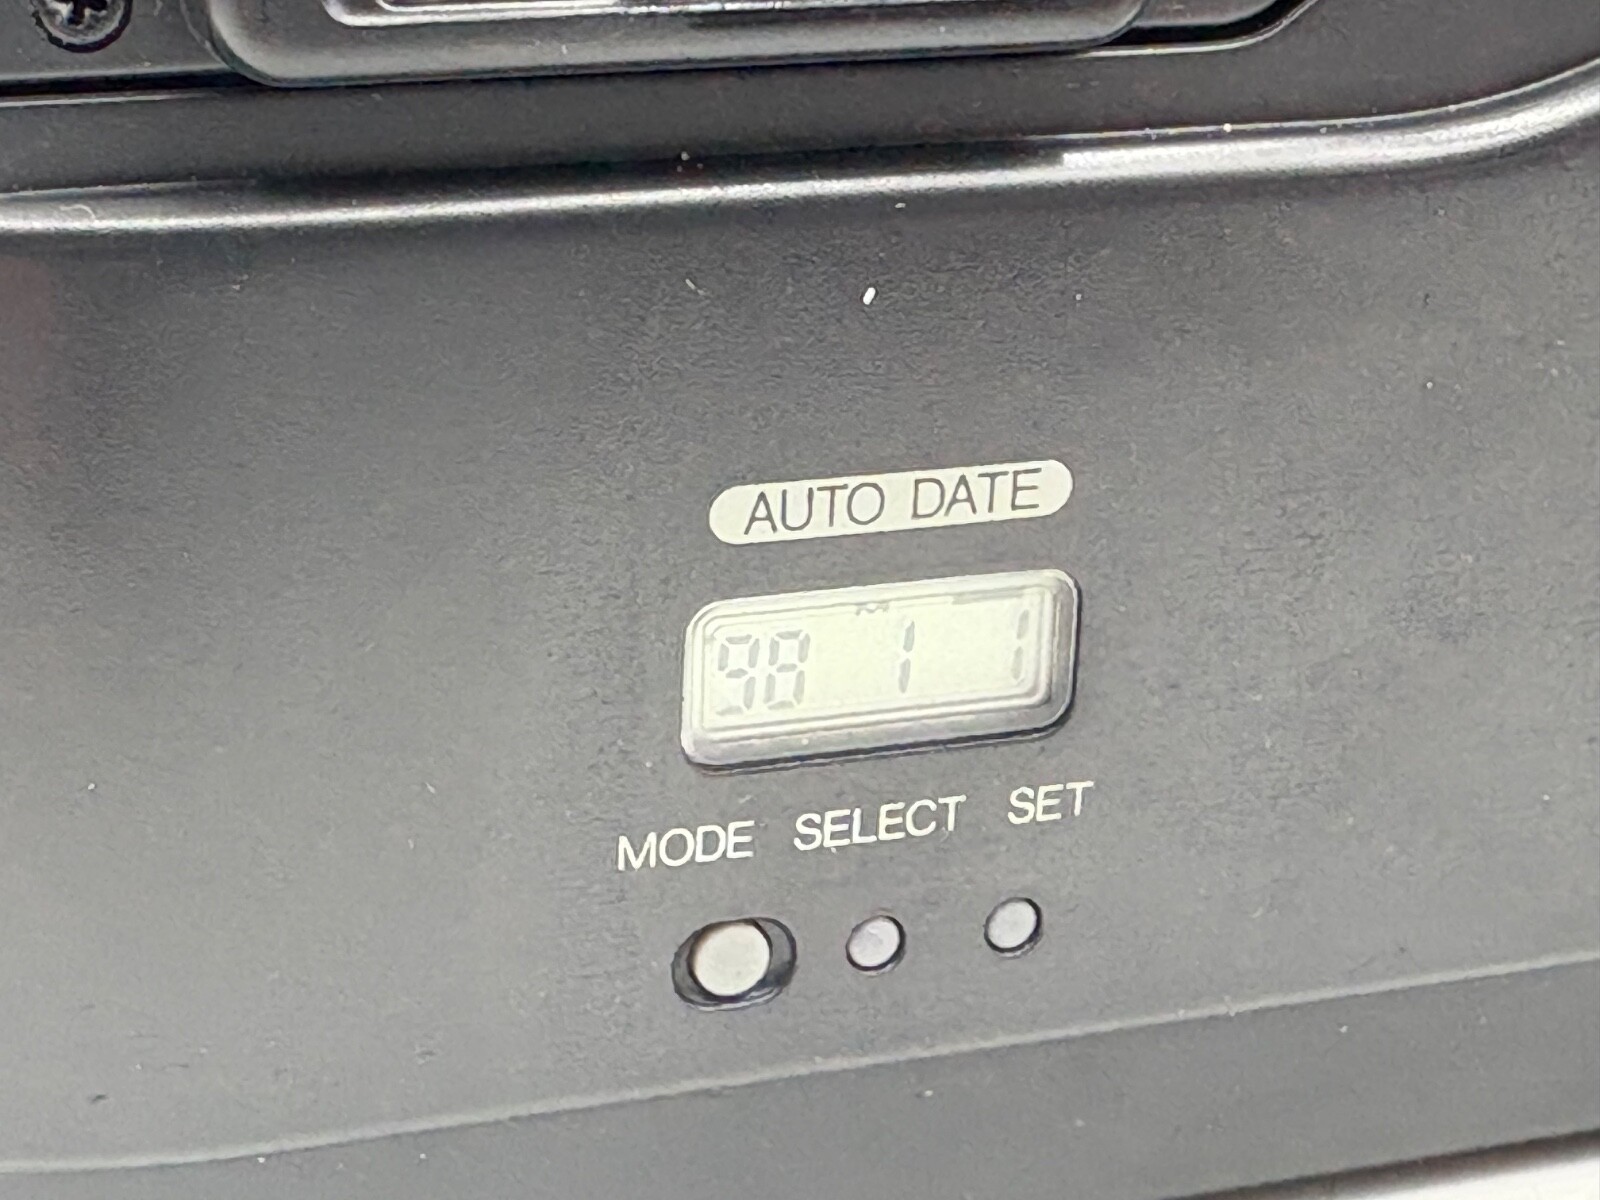 AUTO DATE
M
98 1 1
MODE SELECT SET